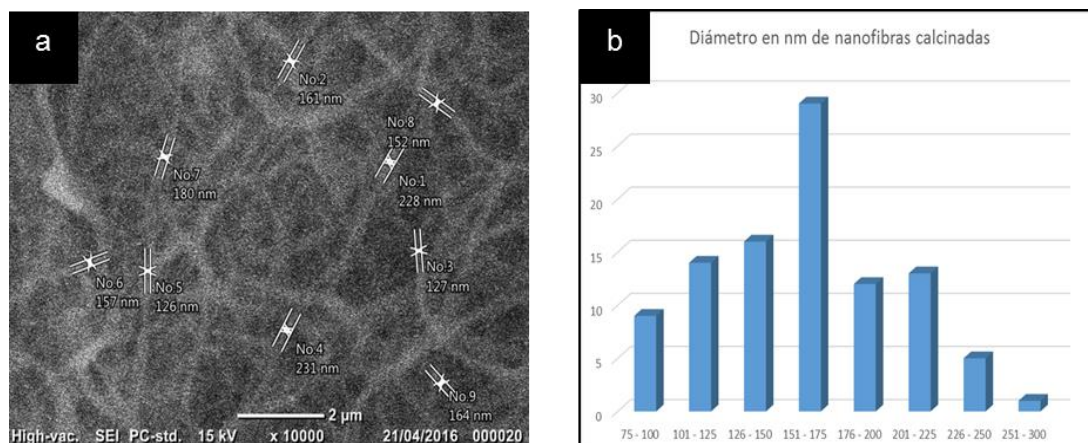 a
No.2
161 nm
No.8
152 nm
No.7
180 nm
No.1
228 nm
No.3
127 nm
No.6
157 nm
No.5
126 nm
No.4
231 nm
No.9
164 nm
2 µm
High-vac. SEI PC-std. 15 kV x 10000 21/04/2016 000020
b
Diámetro en nm de nanofibras calcinadas
30
25
20
15
10
5
0
75 - 100 101 - 125 126 - 150 151 - 175 176 - 200 201 - 225 226 - 250 251 - 300